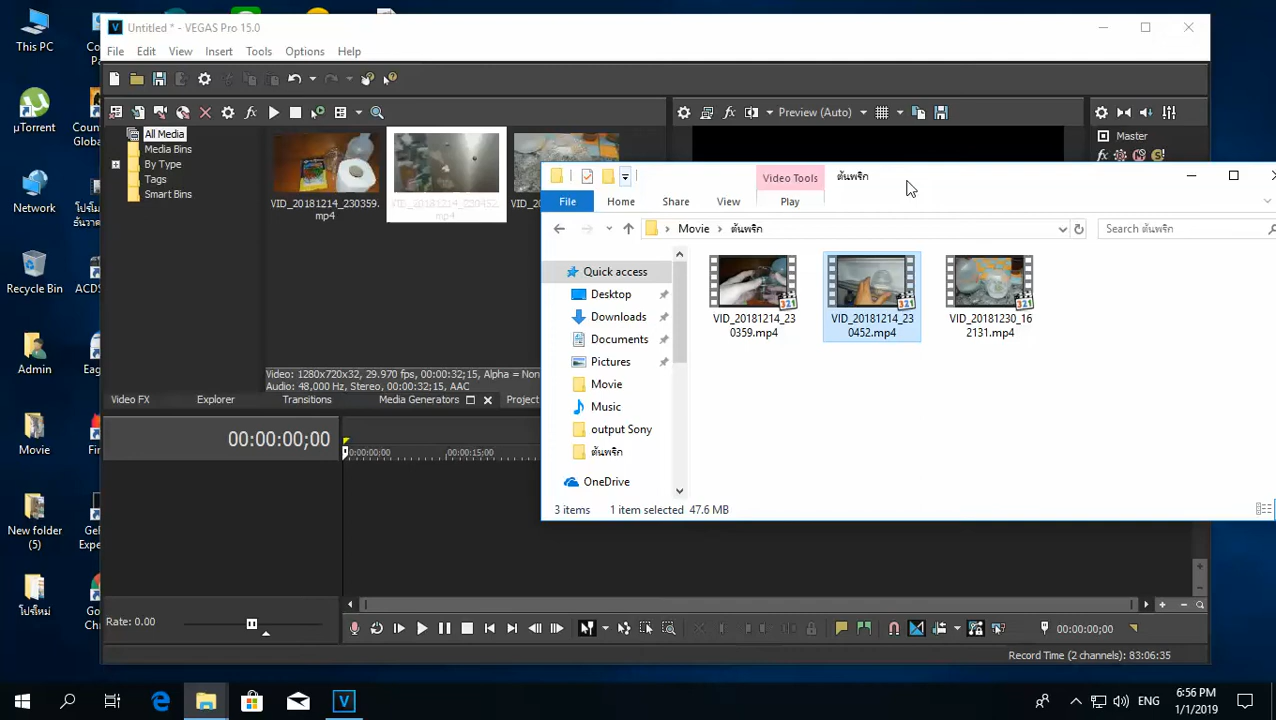 This PC
µTorrent
Network
Recycle Bin
Admin
Movie
New folder
(5)
โปรใหม่
Untitled * - VEGAS Pro 15.0
File Edit View Insert Tools Options Help
Preview (Auto)
All Media
Media Bins
By Type
Tags
Smart Bins
VID_20181214_230359.
mp4
VID_20181214_230452.
mp4
Master
Video: 1280x720x32, 29.970 fps, 00:00:32;15, Alpha = Non
Audio: 48,000 Hz, Stereo, 00:00:32;15, AAC
Video FX Explorer Transitions Media Generators Project
00:00:00;00
00:00:00;00 00:00:15;00
Rate: 0.00
00:00:00;00
Record Time (2 channels): 83:06:35
Video Tools ต้นพริก
File Home Share View Play
Movie ต้นพริก
Search ต้นพริก
Quick access
Desktop
Downloads
Documents
Pictures
Movie
Music
output Sony
ต้นพริก
OneDrive
VID_20181214_23
0359.mp4
VID_20181214_23
0452.mp4
VID_20181230_16
2131.mp4
3 items 1 item selected 47.6 MB
ENG
6:56 PM
1/1/2019